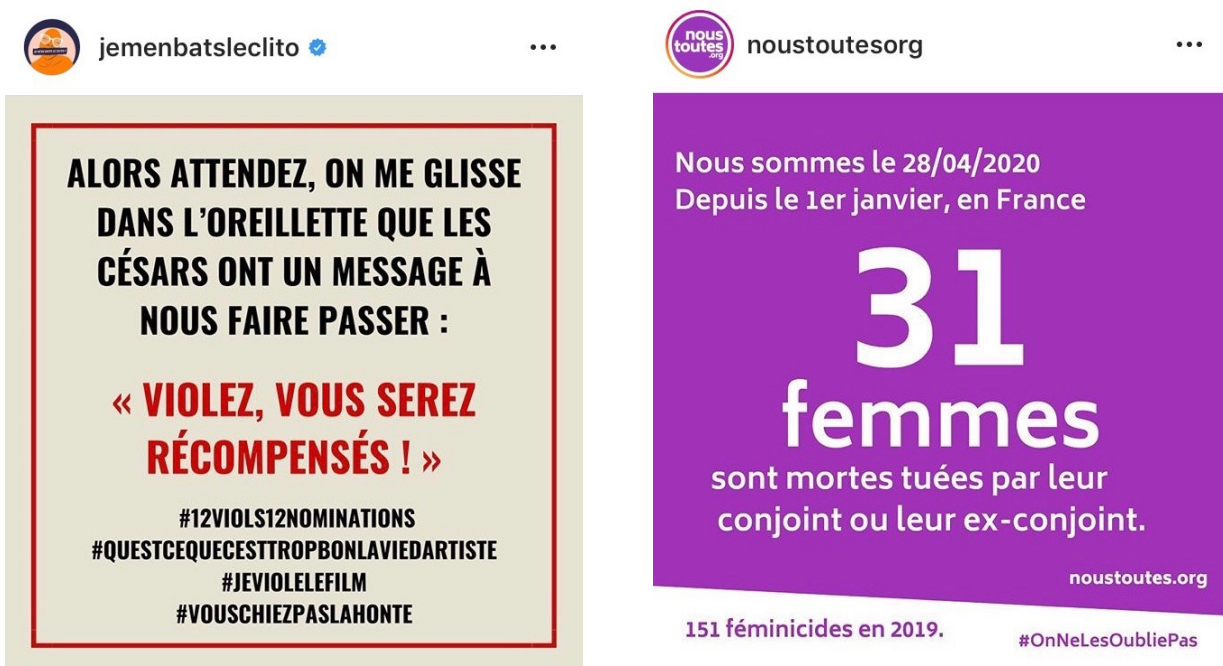 jemenbatsleclito
ALORS ATTENDEZ, ON ME GLISSE
DANS L'OREILLETTE QUE LES
CÉSARS ONT UN MESSAGE À
NOUS FAIRE PASSER :
« VIOLEZ, VOUS SEREZ
RÉCOMPENSÉS ! »
#12VIOLS12NOMINATIONS
#QUESTCEQUECESTTROPBONLAVIEDARTISTE
#JEVIOLELEFILM
#VOUSCHIEZPASLAHONTE
nous
toutes
.org
noustoutesorg
Nous sommes le 28/04/2020
Depuis le 1er janvier, en France
31
femmes
sont mortes tuées par leur
conjoint ou leur ex-conjoint.
noustoutes.org
151 féminicides en 2019.
#OnNeLesOubliePas